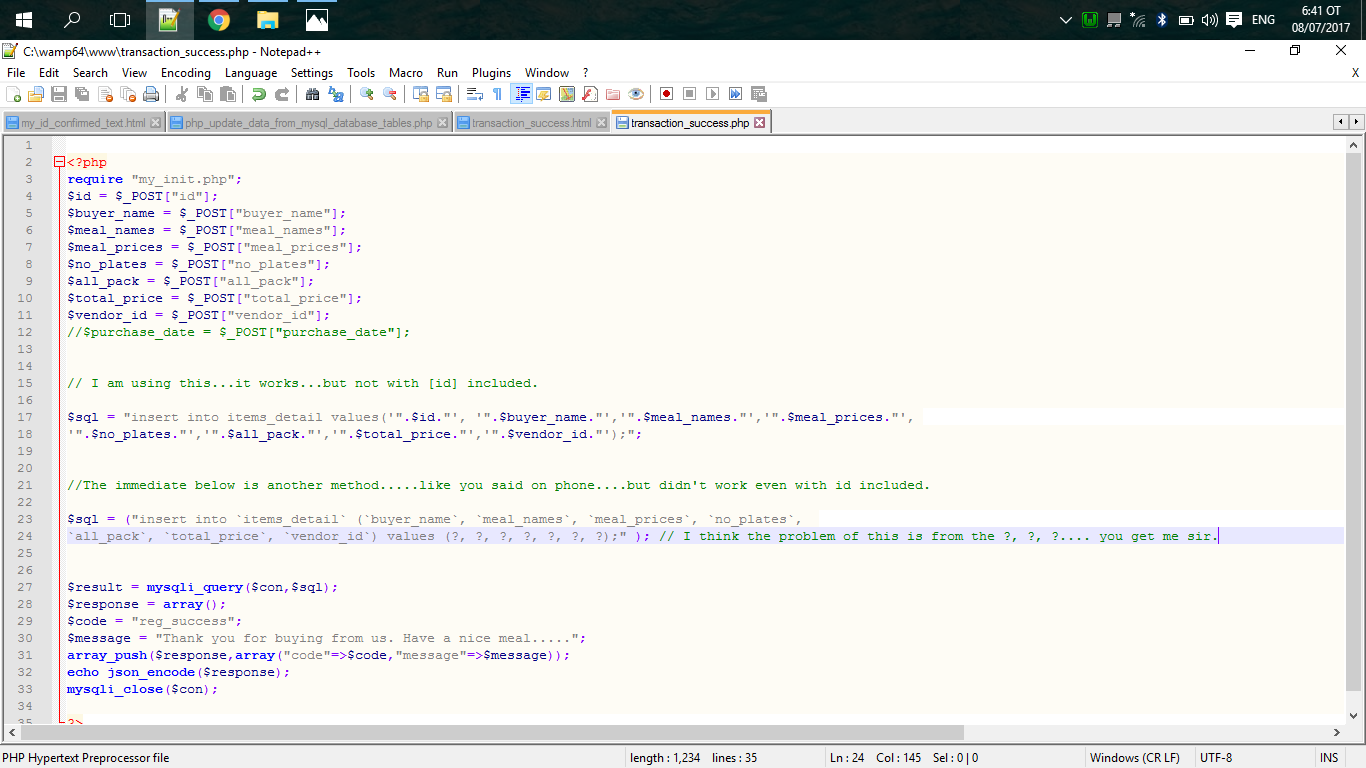 6:41 OT
ENG
08/07/2017
C:\wamp64\www\transaction_success.php - Notepad++
File Edit Search View Encoding Language Settings Tools Macro Run Plugins Window ? X
my_id_confirmed_text.html php_update_data_from_mysql_database_tables.php transaction_success.html transaction_success.php
1
2 <?php
3 require "my_init.php";
4 $id = $_POST["id"];
5 $buyer_name = $_POST["buyer_name"];
6 $meal_names = $_POST["meal_names"];
7 $meal_prices = $_POST["meal_prices"];
8 $no_plates = $_POST["no_plates"];
9 $all_pack = $_POST["all_pack"];
10 $total_price = $_POST["total_price"];
11 $vendor_id = $_POST["vendor_id"];
12 //$purchase_date = $_POST["purchase_date"];
13
14
15 // I am using this...it works...but not with [id] included.
16
17 $sql = "insert into items_detail values('".$id."', '".$buyer_name."','".$meal_names."','".$meal_prices."',
18 '".$no_plates."','".$all_pack."','".$total_price."','".$vendor_id."');";
19
20
21 //The immediate below is another method.....like you said on phone....but didn't work even with id included.
22
23 $sql = ("insert into `items_detail` (`buyer_name`, `meal_names`, `meal_prices`, `no_plates`,
24 `all_pack`, `total_price`, `vendor_id`) values (?, ?, ?, ?, ?, ?, ?);" ); // I think the problem of this is from the ?, ?, ?.... you get me sir.
25
26
27 $result = mysqli_query($con,$sql);
28 $response = array();
29 $code = "reg_success";
30 $message = "Thank you for buying from us. Have a nice meal.....";
31 array_push($response,array("code"=>$code,"message"=>$message));
32 echo json_encode($response);
33 mysqli_close($con);
34
35 ?>
PHP Hypertext Preprocessor file length : 1,234 lines : 35 Ln : 24 Col : 145 Sel : 0 | 0 Windows (CR LF) UTF-8 INS